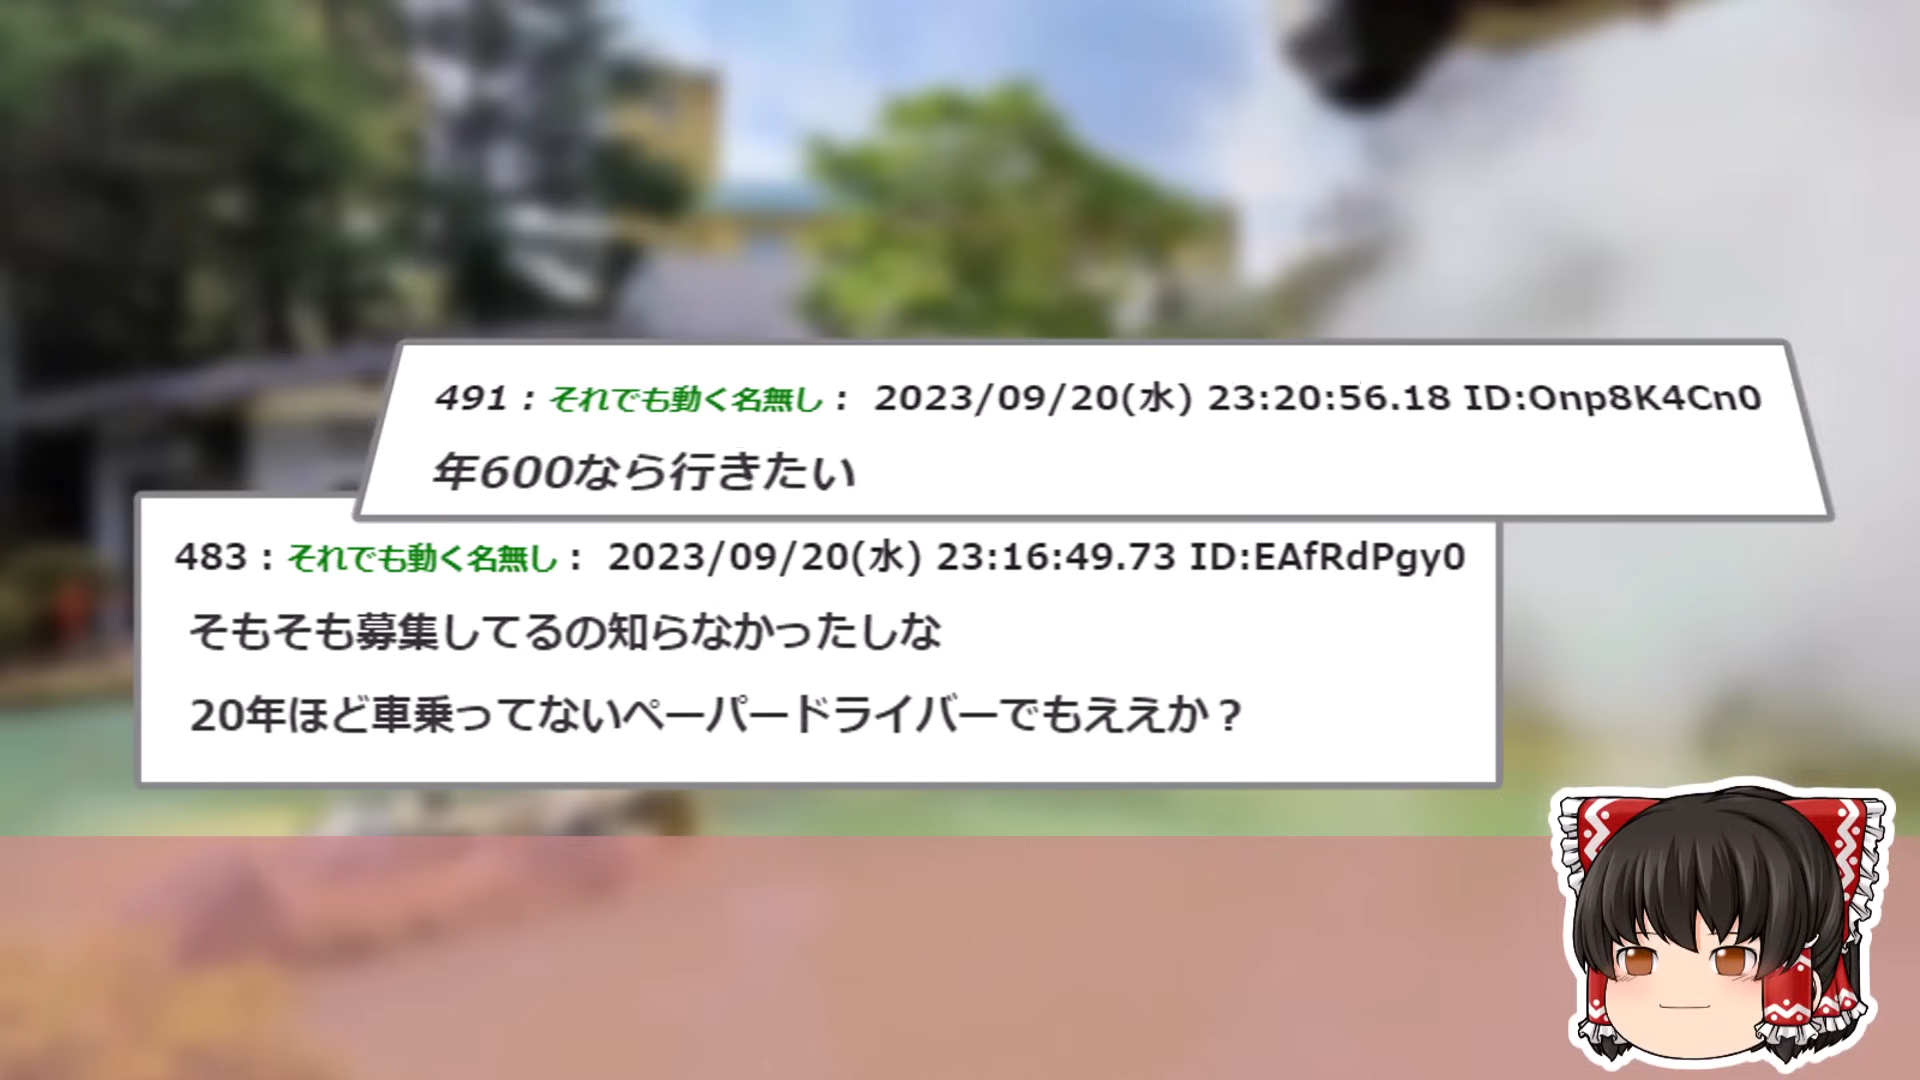 491：それでも動く名無し： 2023/09/20(水) 23:20:56.18 ID:Onp8K4Cn0
年600なら行きたい
483：それでも動く名無し： 2023/09/20(水) 23:16:49.73 ID:EAfRdPgy0
そもそも募集してるの知らなかったしな
20年ほど車乗ってないペーパードライバーでもええか？